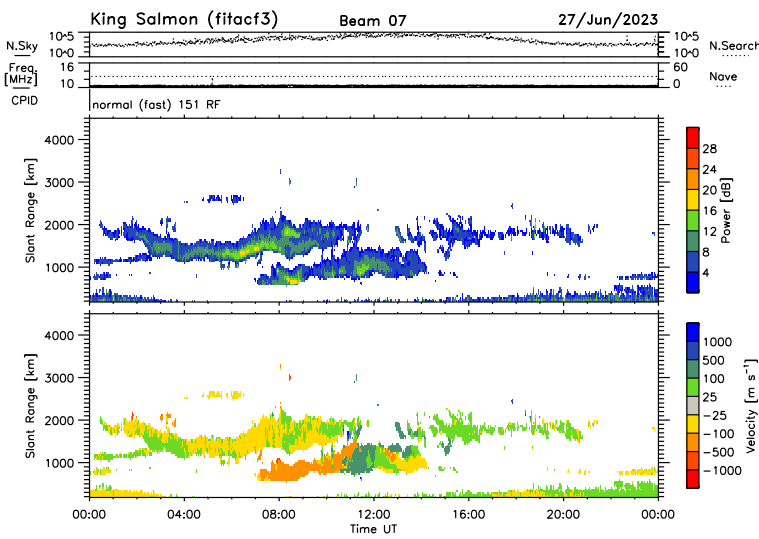 King Salmon (fitacf3) Beam 07 27/Jun/2023
N.Sky 10^5 10^5 N.Search
10^0 10^0
Freq. 16 60 Nave
[MHz] 10 0
CPID normal (fast) 151 RF
Slant Range [km]
4000
3000
2000
1000
Power [dB]
28
24
20
16
12
8
4
Slant Range [km]
4000
3000
2000
1000
Velocity [m s⁻¹]
1000
500
100
25
−25
−100
−500
−1000
00:00 04:00 08:00 12:00 16:00 20:00 00:00
Time UT